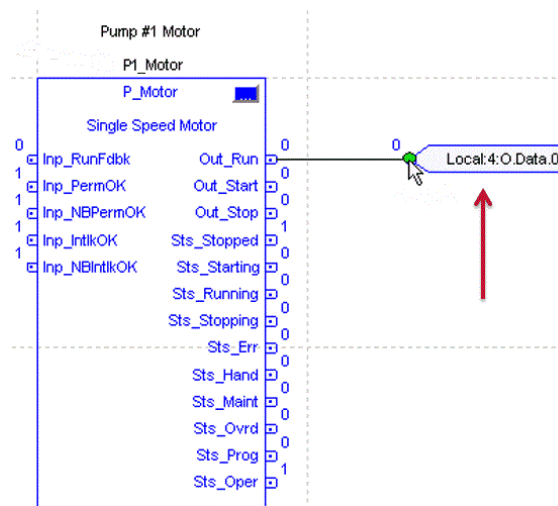 Pump #1 Motor
P1_Motor
P_Motor
Single Speed Motor
0 Inp_RunFdbk Out_Run 0 0 Local:4:O.Data.0
1 Inp_PermOK Out_Start 0
1 Inp_NBPermOK Out_Stop 0
1 Inp_IntlkOK Sts_Stopped 1
1 Inp_NBIntlkOK Sts_Starting 0
Sts_Running 0
Sts_Stopping 0
Sts_Err 0
Sts_Hand 0
Sts_Maint 0
Sts_Ovrd 0
Sts_Prog 0
Sts_Oper 1